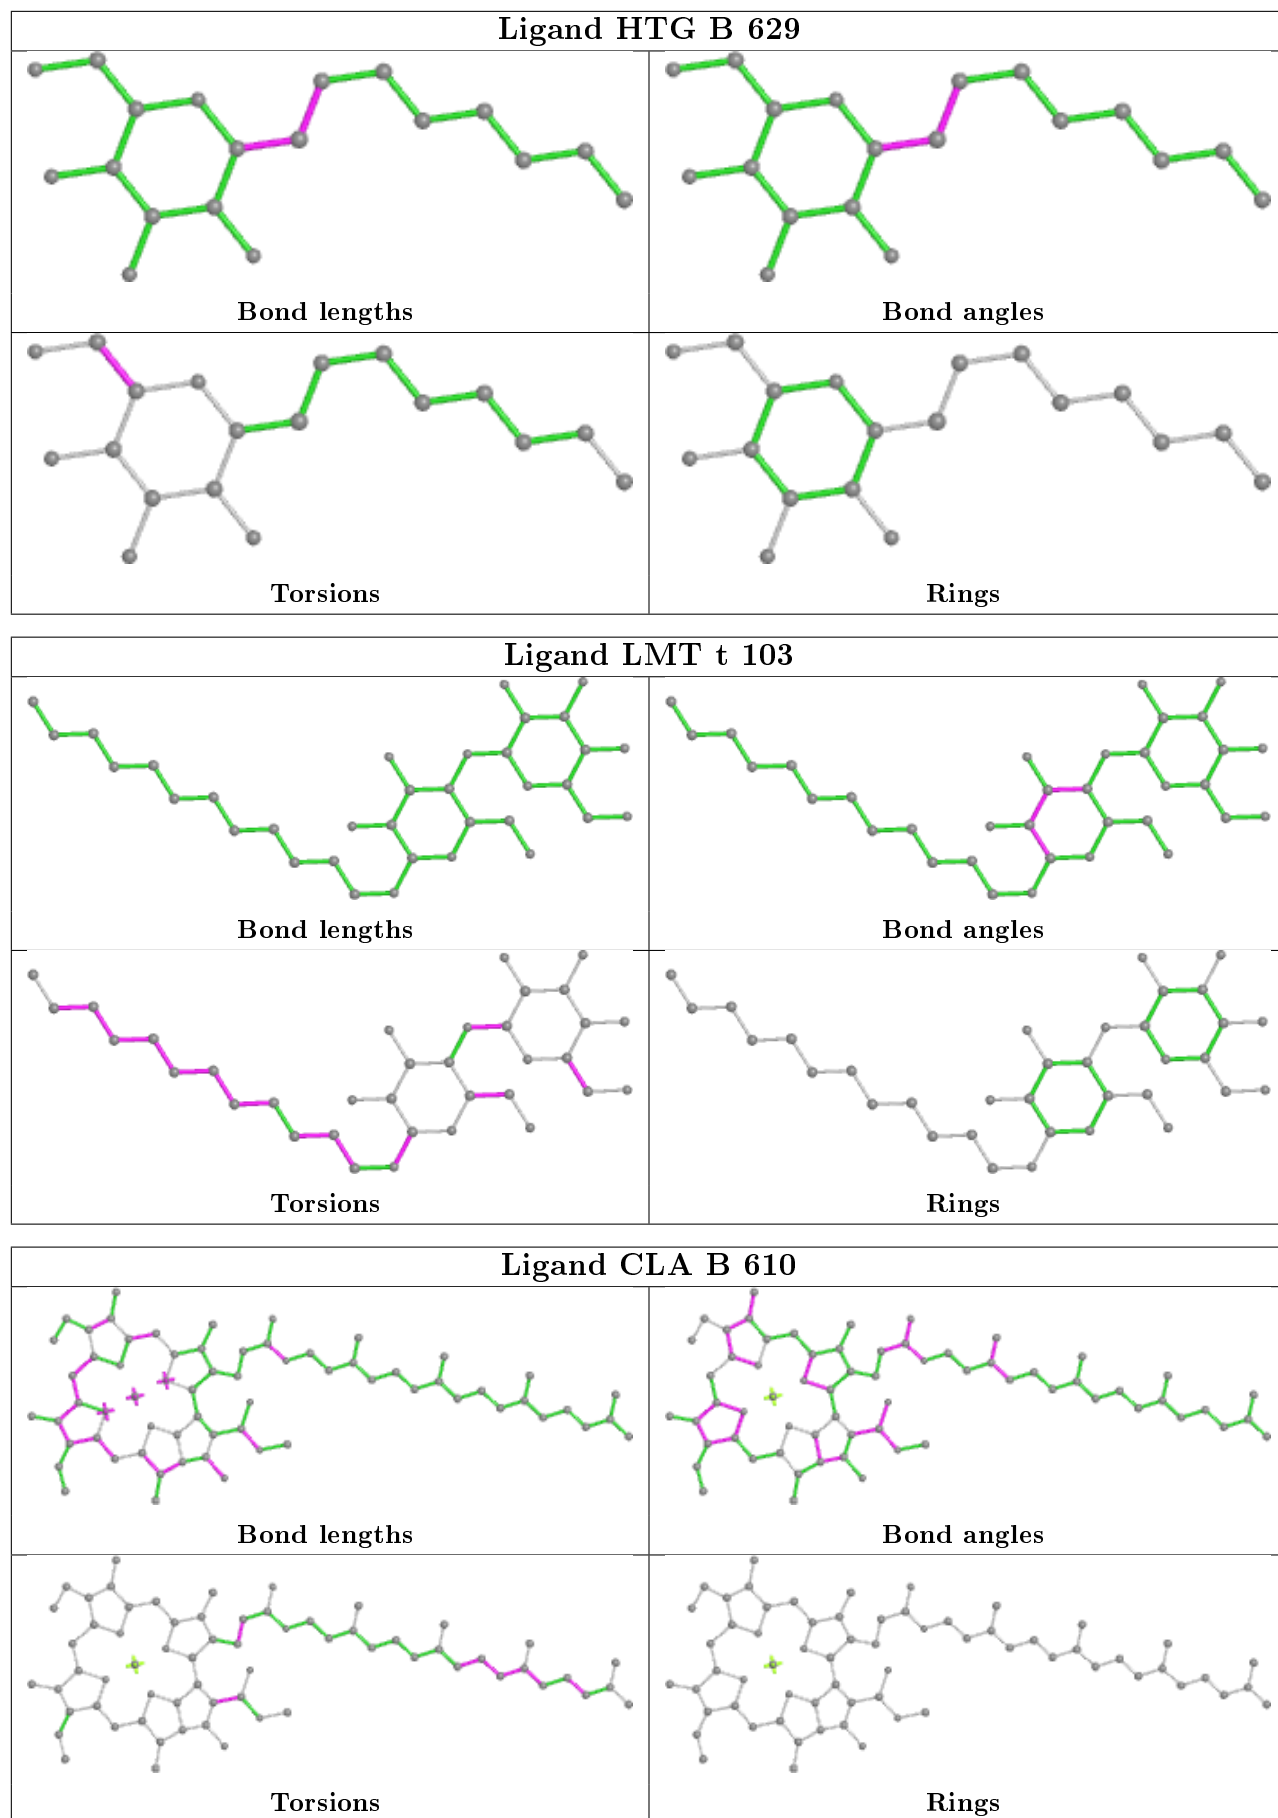 Ligand HTG B 629
Bond lengths
Bond angles
Torsions
Rings
Ligand LMT t 103
Bond lengths
Bond angles
Torsions
Rings
Ligand CLA B 610
Bond lengths
Bond angles
Torsions
Rings